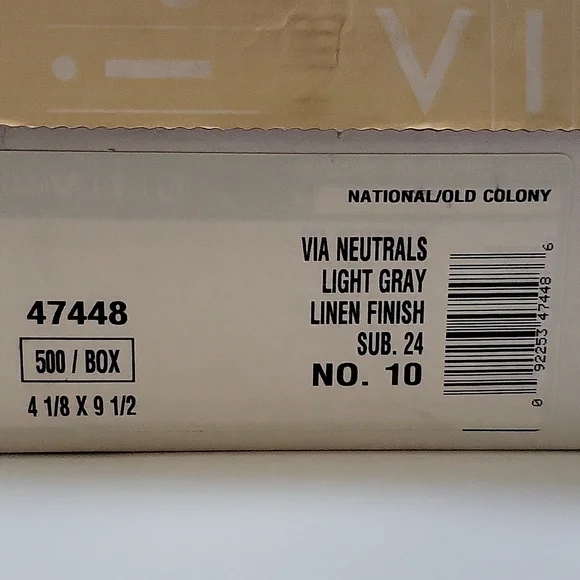 VI
NATIONAL/OLD COLONY
VIA NEUTRALS
LIGHT GRAY
LINEN FINISH
SUB. 24
NO. 10
47448
500 / BOX
4 1/8 X 9 1/2
0 92253 47448 6